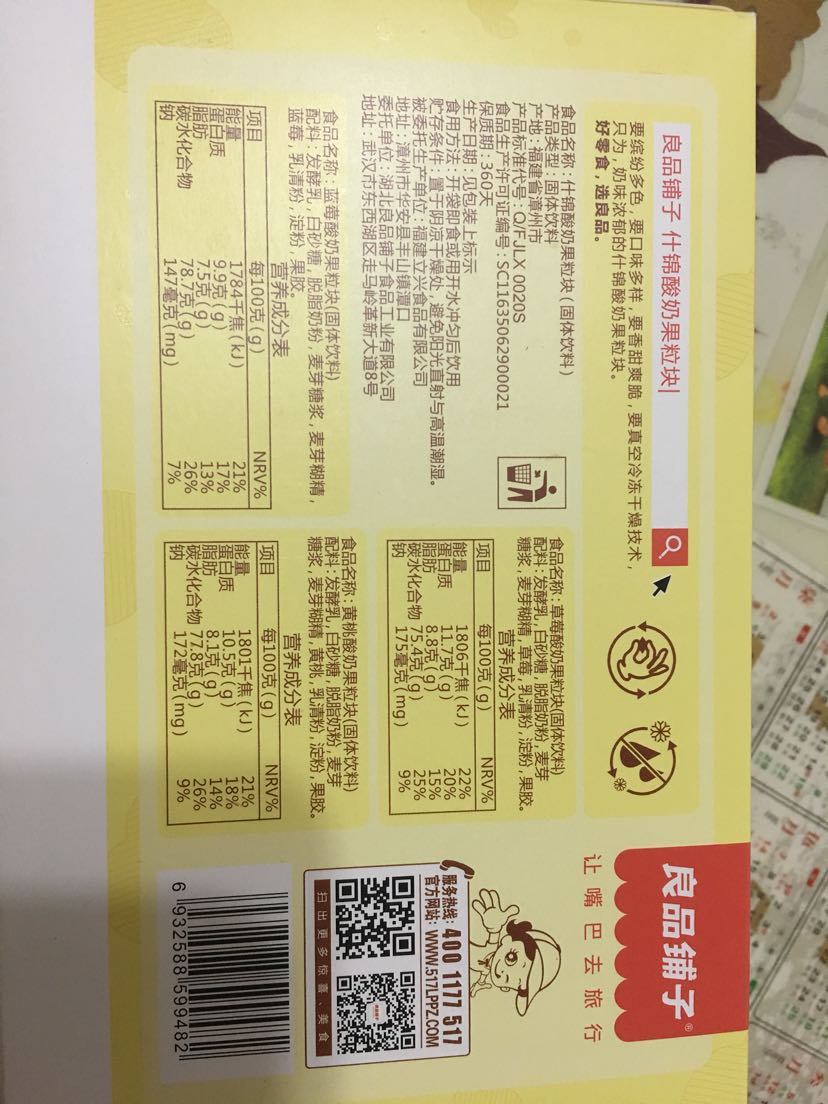 良品铺子 什锦酸奶果粒块
要缤纷多色，要口味多样，要香甜爽脆，要真空冷冻干燥技术，
只为，奶味浓郁的什锦酸奶果粒块。
好零食，选良品。
良品铺子®
让嘴巴去旅行
食品名称：什锦酸奶果粒块（固体饮料）
产品类型：固体饮料
产地：福建省漳州市
产品标准代号：Q/FJLX 0020S
食品生产许可证编号：SC11635062900021
保质期：360天
生产日期：见包装上标示
食用方法：开袋即食或用开水冲匀后饮用
贮存条件：置于阴凉干燥处，避免阳光直射与高温潮湿。
被委托生产单位：福建立兴食品有限公司
地址：漳州市华安县丰山镇潭口
委托单位：湖北良品铺子食品工业有限公司
地址：武汉市东西湖区走马岭革新大道8号
食品名称：草莓酸奶果粒块(固体饮料)
配料：发酵乳，白砂糖，脱脂奶粉，麦芽
糖浆，麦芽糊精，草莓，乳清粉，淀粉，果胶。
营养成分表
项目 每100克(g) NRV%
能量 1806千焦(kJ) 22%
蛋白质 11.7克(g) 20%
脂肪 8.8克(g) 15%
碳水化合物 75.4克(g) 25%
钠 175毫克(mg) 9%
食品名称：蓝莓酸奶果粒块(固体饮料)
配料：发酵乳，白砂糖，脱脂奶粉，麦芽糖浆，麦芽糊精，
蓝莓，乳清粉，淀粉，果胶。
营养成分表
项目 每100克(g) NRV%
能量 1784千焦(kJ) 21%
蛋白质 9.9克(g) 17%
脂肪 7.5克(g) 13%
碳水化合物 78.7克(g) 26%
钠 147毫克(mg) 7%
食品名称：黄桃酸奶果粒块(固体饮料)
配料：发酵乳，白砂糖，脱脂奶粉，麦芽
糖浆，麦芽糊精，黄桃，乳清粉，淀粉，果胶。
营养成分表
项目 每100克(g) NRV%
能量 1801千焦(kJ) 21%
蛋白质 10.5克(g) 18%
脂肪 8.1克(g) 14%
碳水化合物 77.8克(g) 26%
钠 172毫克(mg) 9%
服务热线：400 1177 517
官方网站：WWW.517LPPZ.COM
扫出更多惊喜、美食
6 932588 599482